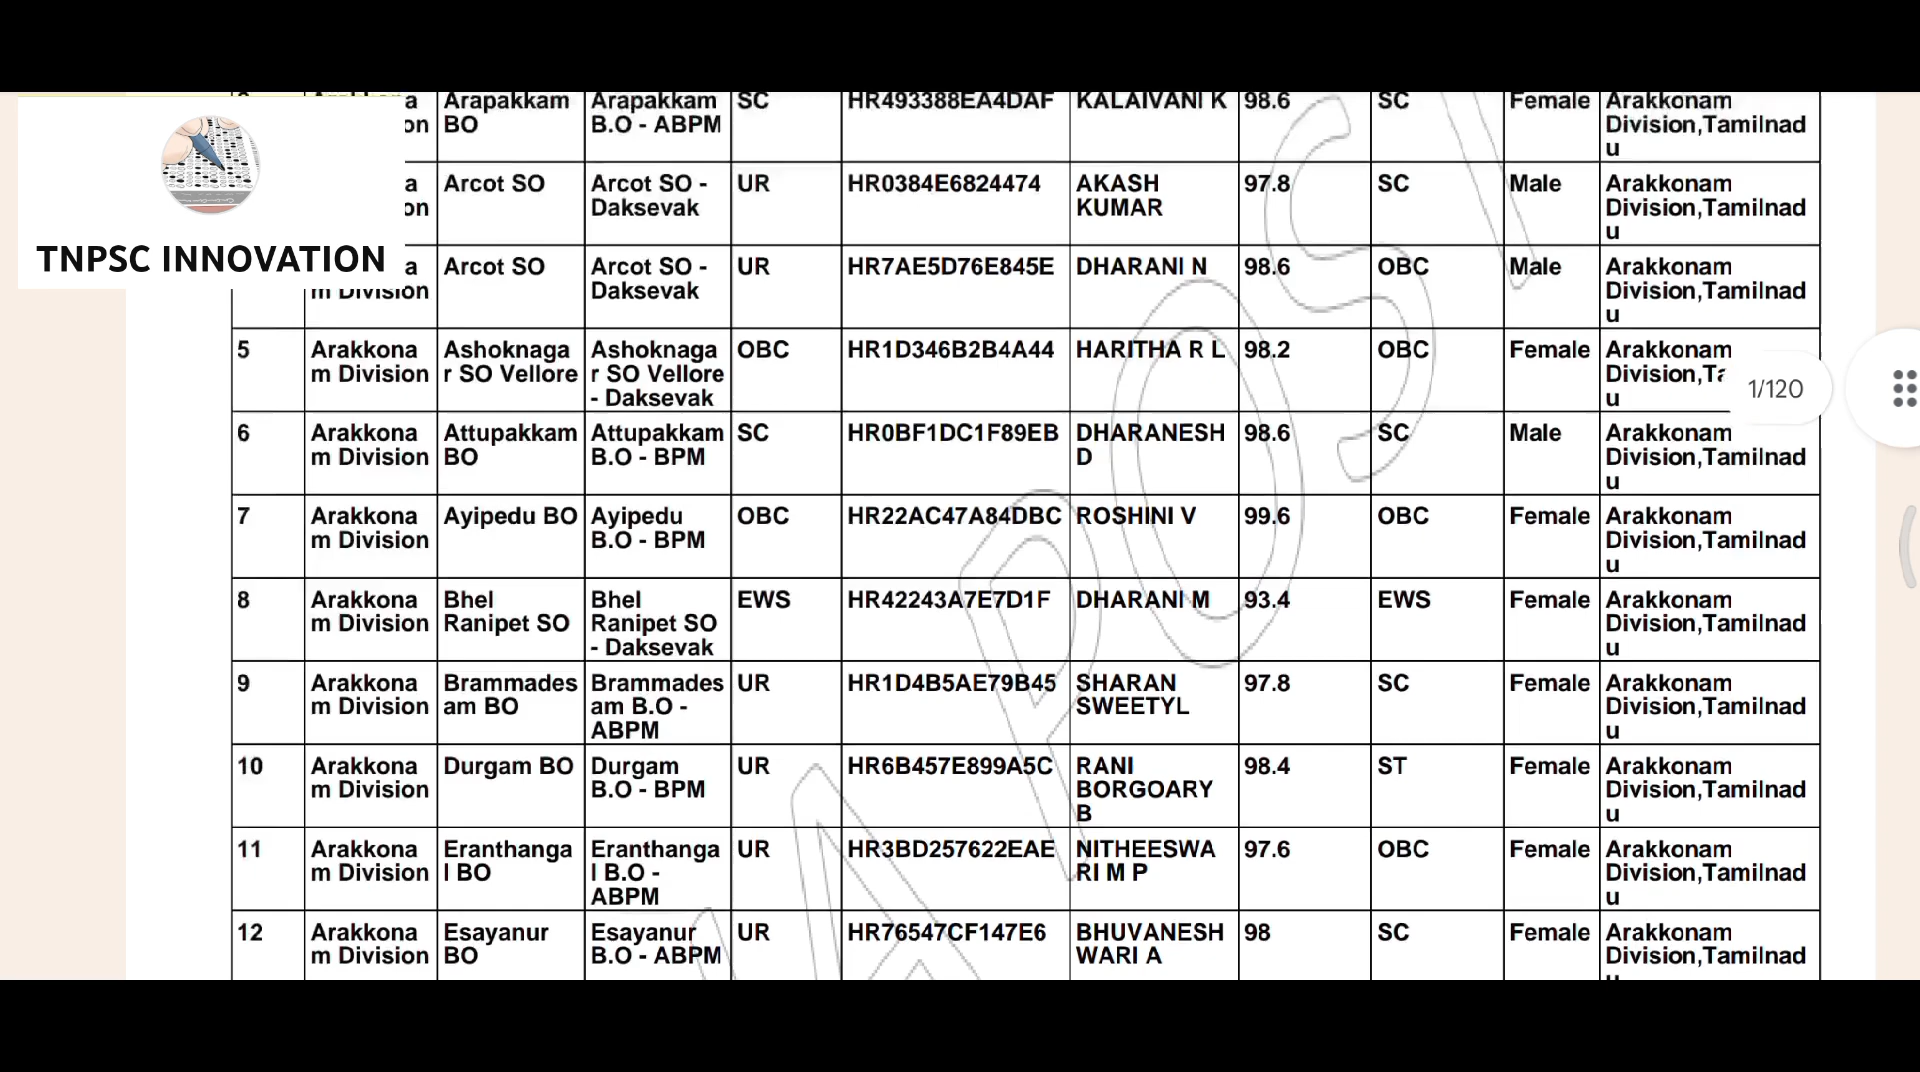 a Arapakkam Arapakkam SC HR493388EA4DAF KALAIVANI K 98.6 SC Female Arakkonam
on BO B.O - ABPM Division,Tamilnad
u
a Arcot SO Arcot SO - UR HR0384E6824474 AKASH 97.8 SC Male Arakkonam
on Daksevak KUMAR Division,Tamilnad
u
TNPSC INNOVATION
a Arcot SO Arcot SO - UR HR7AE5D76E845E DHARANI N 98.6 OBC Male Arakkonam
m Division Daksevak Division,Tamilnad
u
5 Arakkona Ashoknaga Ashoknaga OBC HR1D346B2B4A44 HARITHA R L 98.2 OBC Female Arakkonam
m Division r SO Vellore r SO Vellore Division,Ta
- Daksevak u
1/120
6 Arakkona Attupakkam Attupakkam SC HR0BF1DC1F89EB DHARANESH 98.6 SC Male Arakkonam
m Division BO B.O - BPM D Division,Tamilnad
u
7 Arakkona Ayipedu BO Ayipedu OBC HR22AC47A84DBC ROSHINI V 99.6 OBC Female Arakkonam
m Division B.O - BPM Division,Tamilnad
u
8 Arakkona Bhel Bhel EWS HR42243A7E7D1F DHARANI M 93.4 EWS Female Arakkonam
m Division Ranipet SO Ranipet SO Division,Tamilnad
- Daksevak u
9 Arakkona Brammades Brammades UR HR1D4B5AE79B45 SHARAN 97.8 SC Female Arakkonam
m Division am BO am B.O - SWEETYL Division,Tamilnad
ABPM u
10 Arakkona Durgam BO Durgam UR HR6B457E899A5C RANI 98.4 ST Female Arakkonam
m Division B.O - BPM BORGOARY Division,Tamilnad
B u
11 Arakkona Eranthanga Eranthanga UR HR3BD257622EAE NITHEESWA 97.6 OBC Female Arakkonam
m Division l BO l B.O - RI M P Division,Tamilnad
ABPM u
12 Arakkona Esayanur Esayanur UR HR76547CF147E6 BHUVANESH 98 SC Female Arakkonam
m Division BO B.O - ABPM WARI A Division,Tamilnad